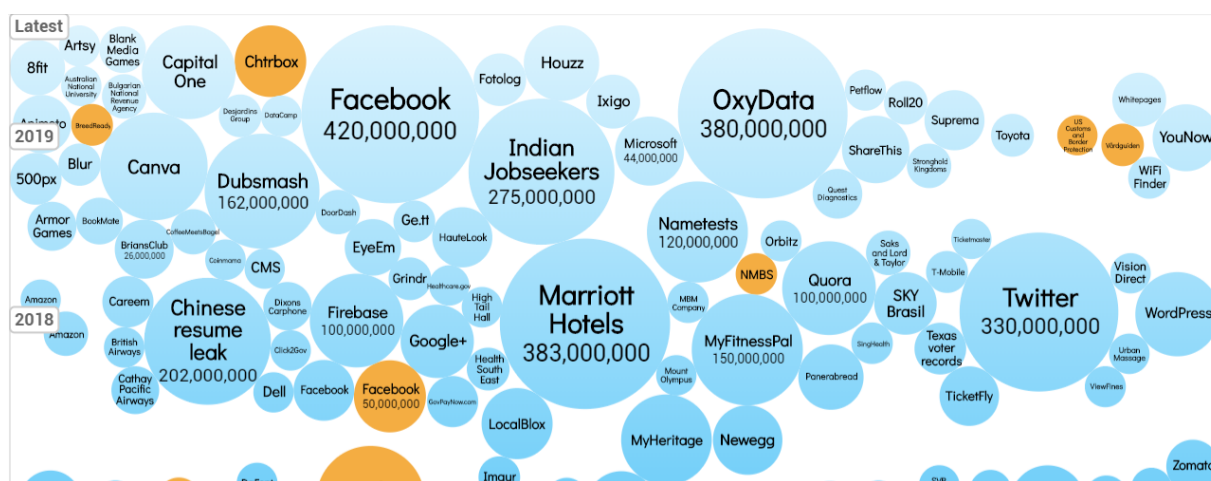 Latest
Artsy
Blank
Media
Games
8fit
Capital
One
Chtrbox
Australian
National
University
Bulgarian
National
Revenue
Agency
Desjardins
Group
DataCamp
Facebook
420,000,000
Fotolog
Houzz
Ixigo
OxyData
380,000,000
Petflow
Roll20
Suprema
Toyota
US
Customs
and
Border
Protection
Whitepages
Vårdguiden
YouNow
WiFi
Finder
BreedReady
2019
Blur
Canva
500px
Dubsmash
162,000,000
Indian
Jobseekers
275,000,000
Microsoft
44,000,000
ShareThis
Stronghold
Kingdoms
Quest
Diagnostics
Armor
Games
BookMate
CoffeeMeetsBagel
BriansClub
26,000,000
Coinmama
CMS
DoorDash
Ge.tt
EyeEm
HauteLook
Grindr
Healthcare.gov
Nametests
120,000,000
Orbitz
NMBS
Quora
100,000,000
Saks
and Lord
& Taylor
Ticketmaster
T-Mobile
SKY
Brasil
Twitter
330,000,000
Vision
Direct
WordPress
Amazon
2018
Amazon
Careem
British
Airways
Cathay
Pacific
Airways
Chinese
resume
leak
202,000,000
Dixons
Carphone
Click2Gov
Dell
Firebase
100,000,000
Google+
High
Tail
Hall
Health
South
East
Facebook
Facebook
50,000,000
GovPayNow.com
Marriott
Hotels
383,000,000
MBM
Company
MyFitnessPal
150,000,000
Mount
Olympus
SingHealth
Panerabread
Texas
voter
records
TicketFly
Urban
Massage
ViewFines
LocalBlox
MyHeritage
Newegg
Imgur
Zomato